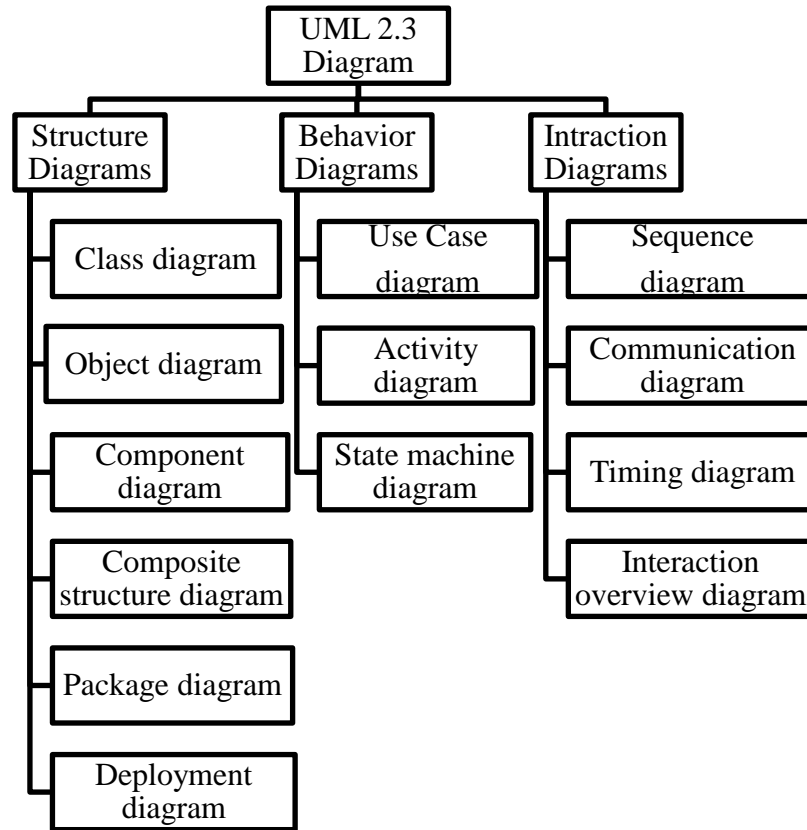 UML 2.3
Diagram
Structure
Diagrams
Class diagram
Object diagram
Component
diagram
Composite
structure diagram
Package diagram
Deployment
diagram
Behavior
Diagrams
Use Case
diagram
Activity
diagram
State machine
diagram
Intraction
Diagrams
Sequence
diagram
Communication
diagram
Timing diagram
Interaction
overview diagram